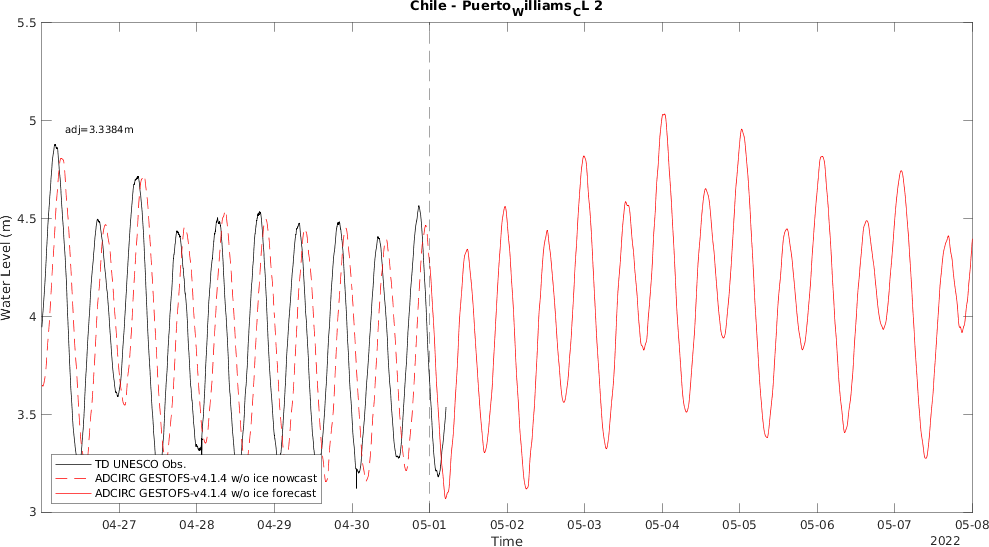 Chile - PuertoWilliamsCL 2
5.5
5
4.5
4
3.5
3
Water Level (m)
adj=3.3384m
TD UNESCO Obs.
ADCIRC GESTOFS-v4.1.4 w/o ice nowcast
ADCIRC GESTOFS-v4.1.4 w/o ice forecast
04-27 04-28 04-29 04-30 05-01 05-02 05-03 05-04 05-05 05-06 05-07 05-08
Time
2022